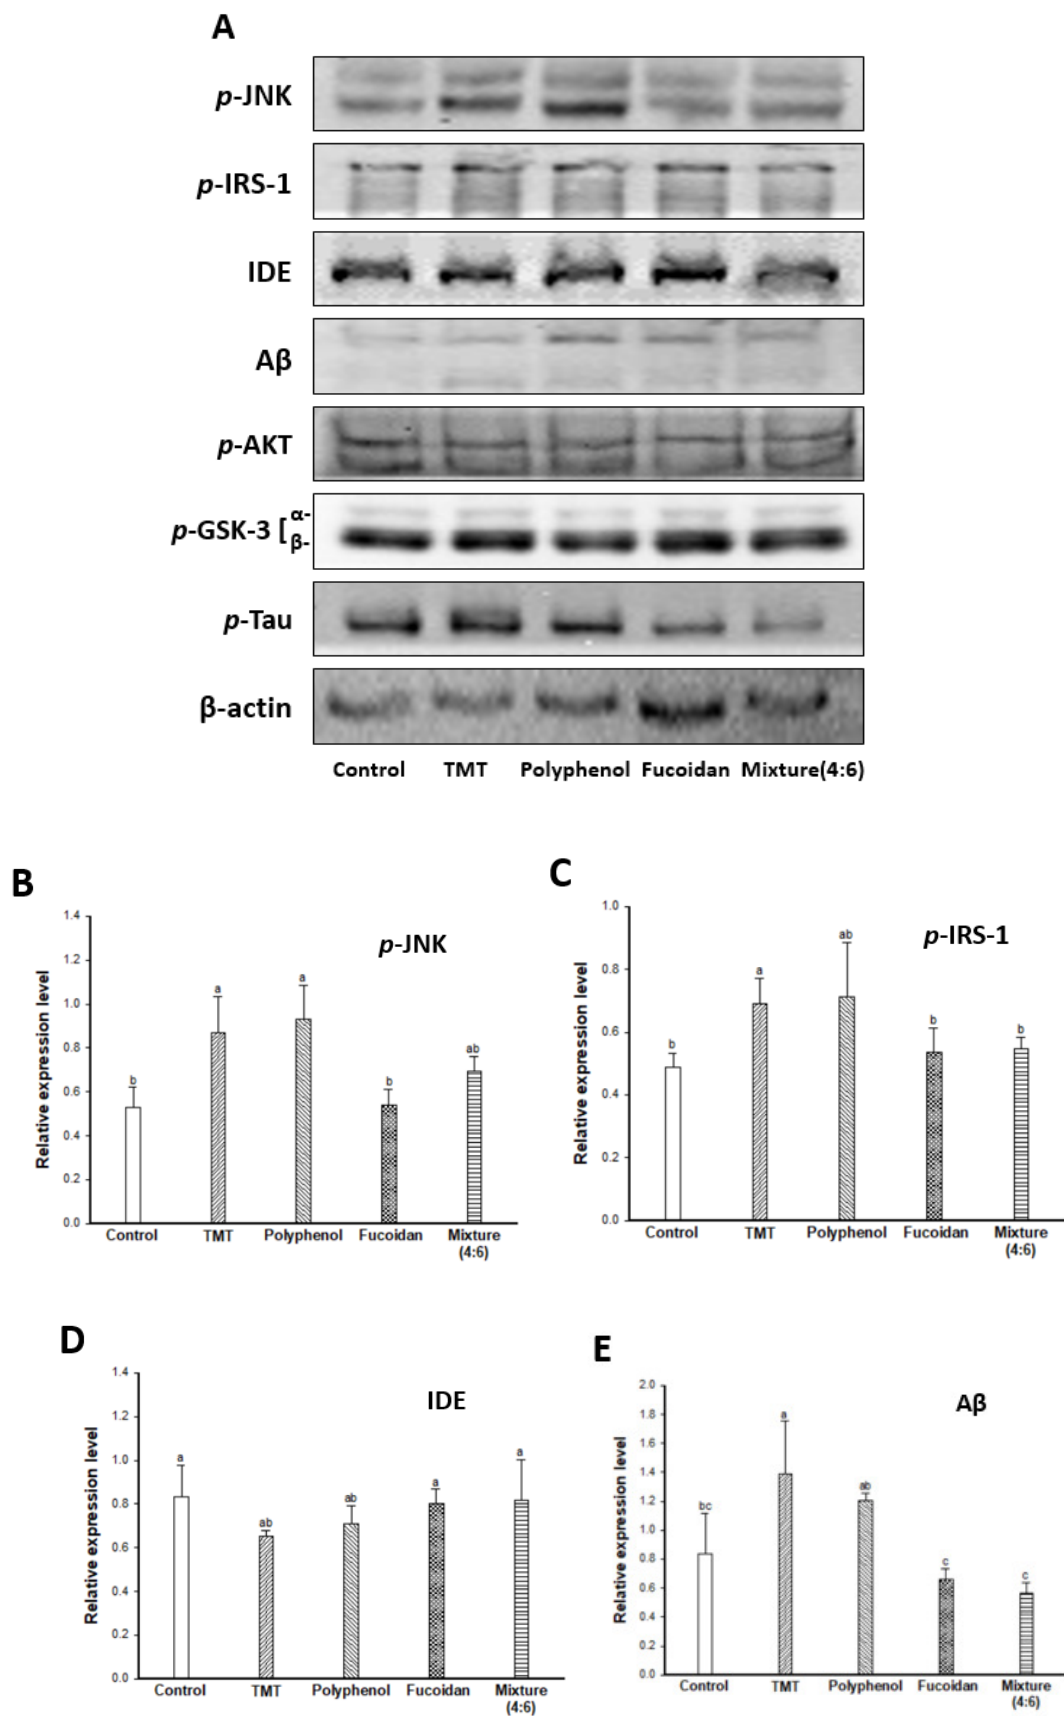 A
p-JNK
p-IRS-1
IDE
Aβ
p-AKT
p-GSK-3 [ α- β-
p-Tau
β-actin
Control TMT Polyphenol Fucoidan Mixture(4:6)
B
p-JNK
Relative expression level
1.4
1.2
1.0
0.8
0.6
0.4
0.2
0.0
b a a b ab
Control TMT Polyphenol Fucoidan Mixture
(4:6)
C
p-IRS-1
Relative expression level
1.0
0.8
0.6
0.4
0.2
0.0
b a ab b b
Control TMT Polyphenol Fucoidan Mixture
(4:6)
D
IDE
Relative expression level
1.4
1.2
1.0
0.8
0.6
0.4
0.2
0.0
a ab ab a a
Control TMT Polyphenol Fucoidan Mixture
(4:6)
E
Aβ
Relative expression level
2.0
1.8
1.6
1.4
1.2
1.0
0.8
0.6
0.4
0.2
0.0
bc a ab c c
Control TMT Polyphenol Fucoidan Mixture
(4:6)